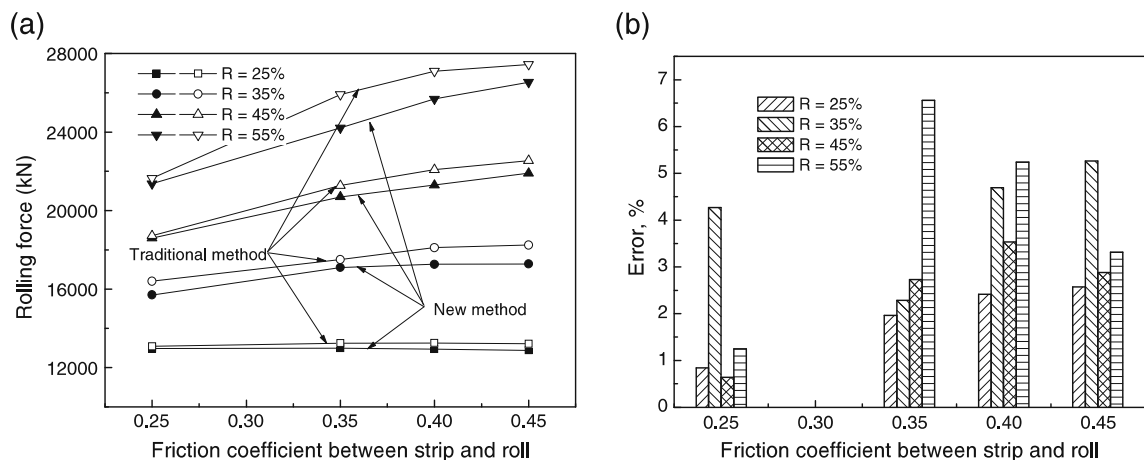 (a)
28000
24000
20000
16000
12000
Rolling force (kN)
R = 25%
R = 35%
R = 45%
R = 55%
Traditional method
New method
0.25 0.30 0.35 0.40 0.45
Friction coefficient between strip and roll
(b)
7
6
5
4
3
2
1
0
Error, %
R = 25%
R = 35%
R = 45%
R = 55%
0.25 0.30 0.35 0.40 0.45
Friction coefficient between strip and roll